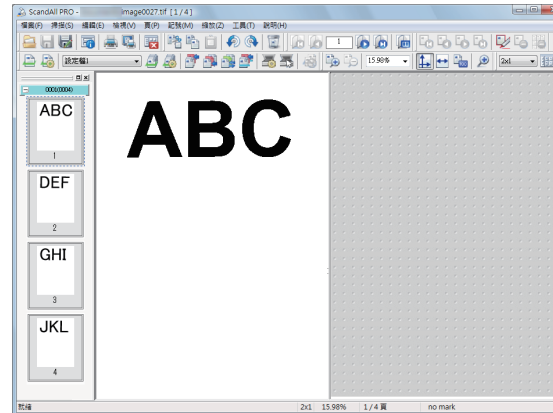 ScandAll PRO - image0027.tif [ 1 / 4 ]
檔案(F) 掃描(S) 編輯(E) 檢視(V) 頁(P) 記號(M) 縮放(Z) 工具(T) 說明(H)
1
設定檔1
15.98%
2x1
0001(0004)
ABC
1
DEF
2
GHI
3
JKL
4
ABC
就緒
2x1 15.98% 1 / 4 頁 no mark